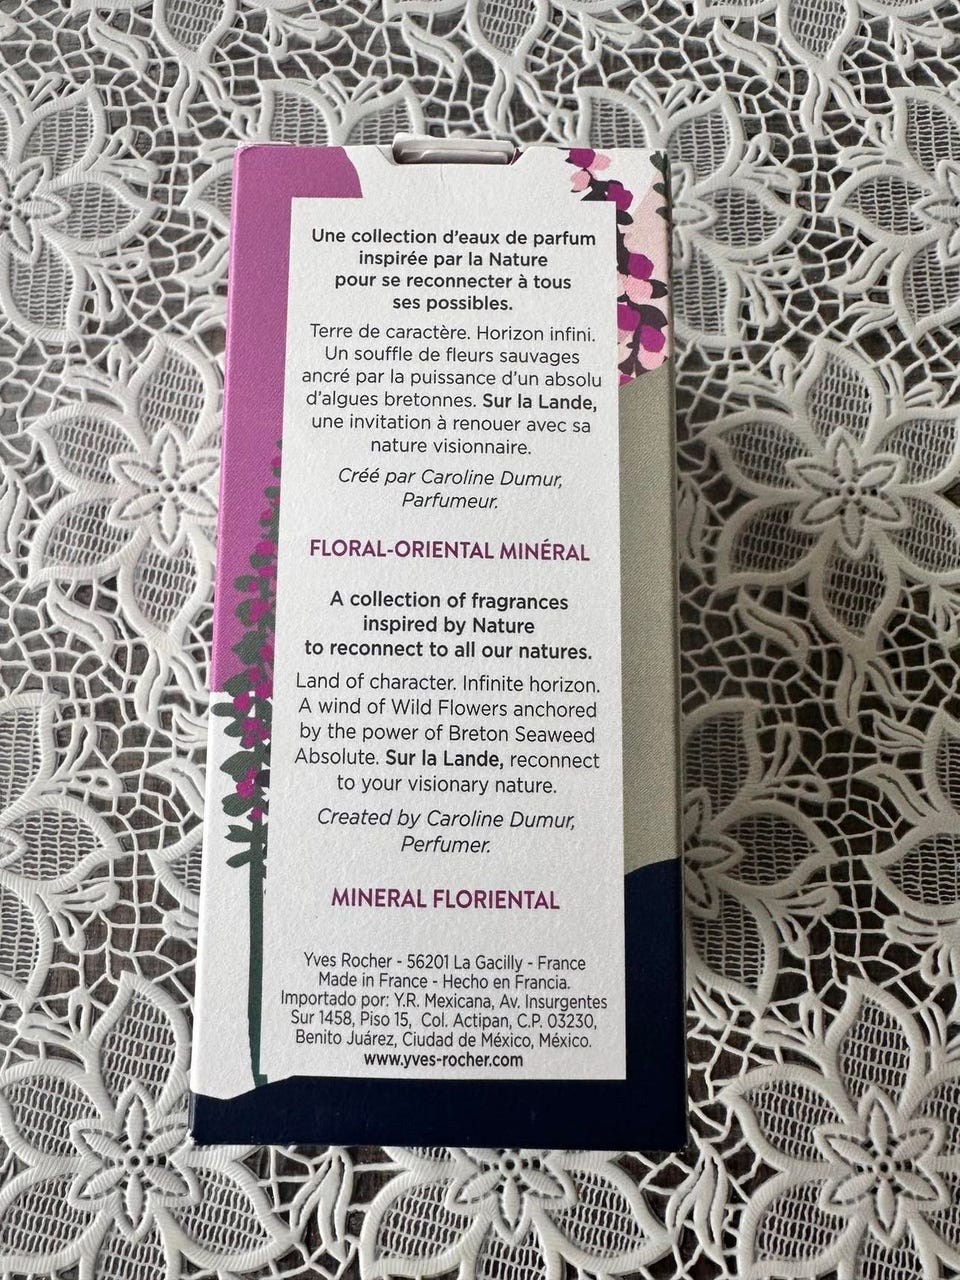 Une collection d'eaux de parfum
inspirée par la Nature
pour se reconnecter à tous
ses possibles.
Terre de caractère. Horizon infini.
Un souffle de fleurs sauvages
ancré par la puissance d'un absolu
d'algues bretonnes. Sur la Lande,
une invitation à renouer avec sa
nature visionnaire.
Créé par Caroline Dumur,
Parfumeur.
FLORAL-ORIENTAL MINÉRAL
A collection of fragrances
inspired by Nature
to reconnect to all our natures.
Land of character. Infinite horizon.
A wind of Wild Flowers anchored
by the power of Breton Seaweed
Absolute. Sur la Lande, reconnect
to your visionary nature.
Created by Caroline Dumur,
Perfumer.
MINERAL FLORIENTAL
Yves Rocher - 56201 La Gacilly - France
Made in France - Hecho en Francia.
Importado por: Y.R. Mexicana, Av. Insurgentes
Sur 1458, Piso 15, Col. Actipan, C.P. 03230,
Benito Juárez, Ciudad de México, México.
www.yves-rocher.com